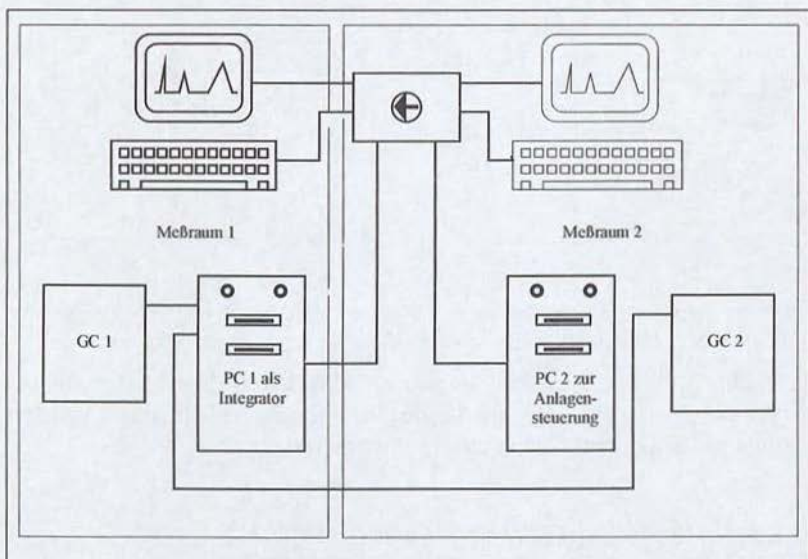 Meßraum 1
Meßraum 2
GC 1
PC 1 als
Integrator
PC 2 zur
Anlagen-
steuerung
GC 2